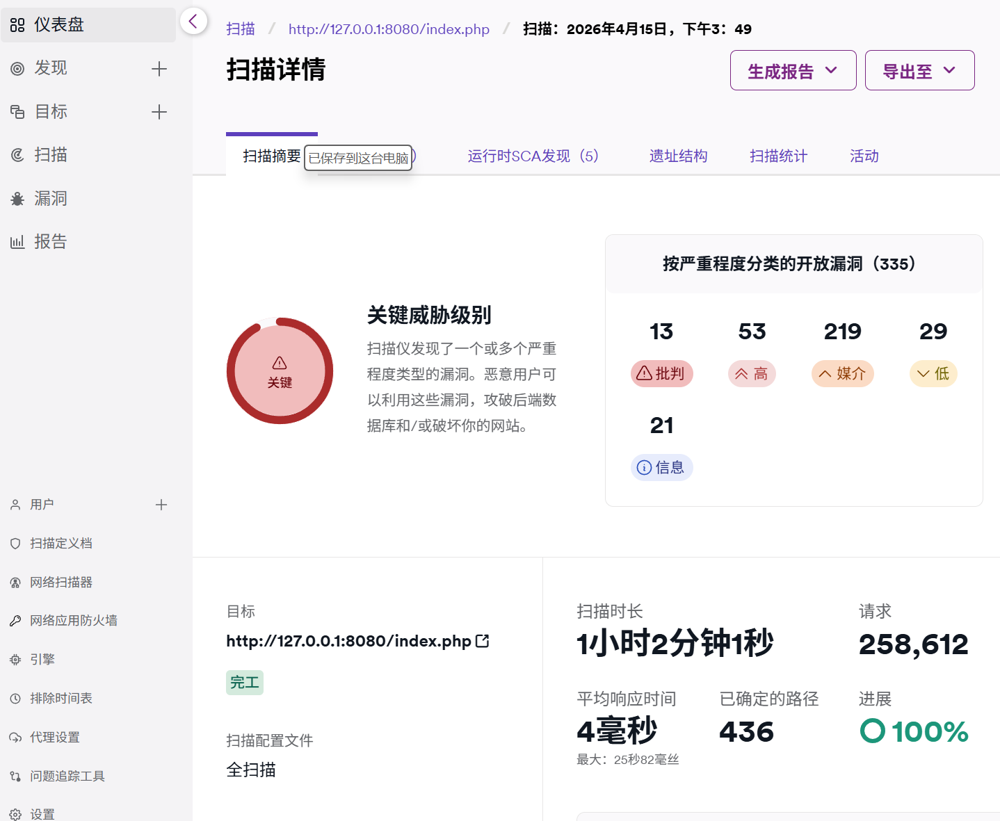 仪表盘
发现
目标
扫描
漏洞
报告
用户
扫描定义档
网络扫描器
网络应用防火墙
引擎
排除时间表
代理设置
问题追踪工具
设置
扫描 / http://127.0.0.1:8080/index.php / 扫描：2026年4月15日，下午3：49
扫描详情
生成报告
导出至
扫描摘要
已保存到这台电脑
）
运行时SCA发现（5）
遗址结构
扫描统计
活动
关键
关键威胁级别
扫描仪发现了一个或多个严重
程度类型的漏洞。恶意用户可
以利用这些漏洞，攻破后端数
据库和/或破坏你的网站。
按严重程度分类的开放漏洞（335）
13
批判
53
高
219
媒介
29
低
21
信息
目标
http://127.0.0.1:8080/index.php
完工
扫描配置文件
全扫描
扫描时长
1小时2分钟1秒
请求
258,612
平均响应时间
4毫秒
最大：25秒82毫丝
已确定的路径
436
进展
100%